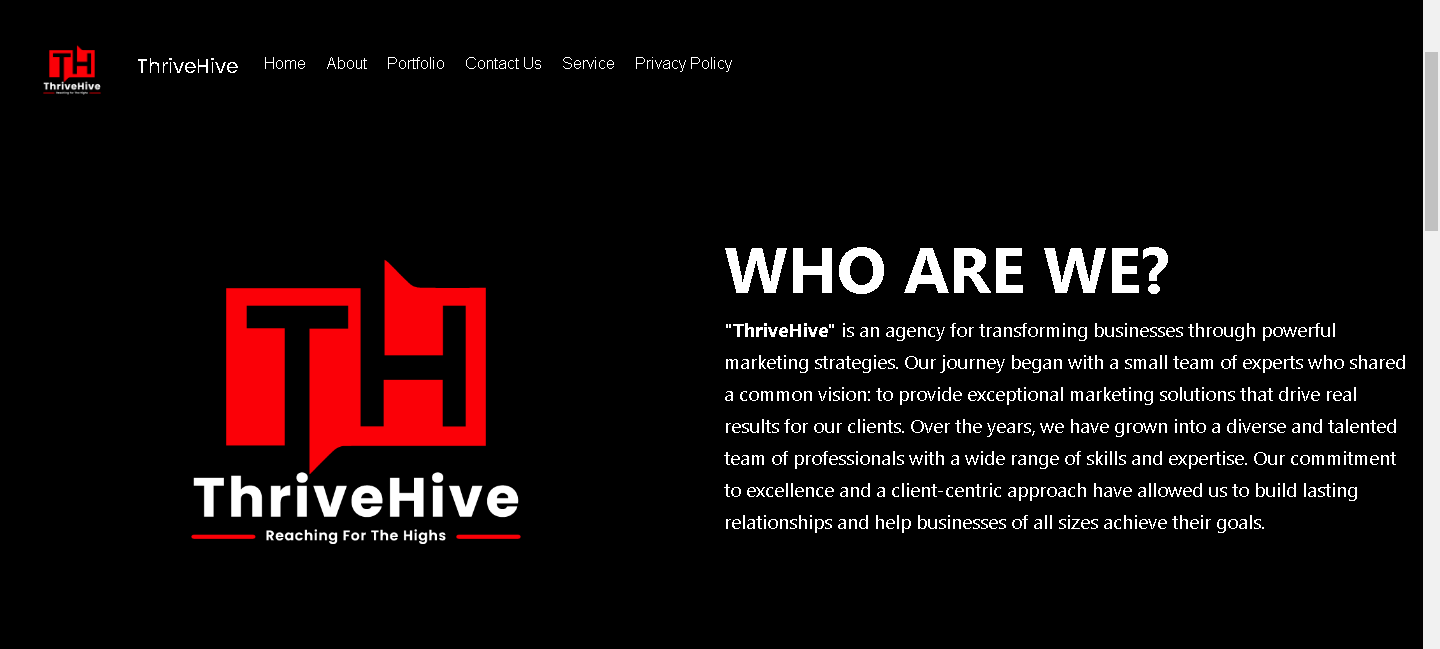 TH
ThriveHive
Reaching For The Highs
ThriveHive
Home About Portfolio Contact Us Service Privacy Policy
TH
ThriveHive
Reaching For The Highs
WHO ARE WE?
"ThriveHive" is an agency for transforming businesses through powerful
marketing strategies. Our journey began with a small team of experts who shared
a common vision: to provide exceptional marketing solutions that drive real
results for our clients. Over the years, we have grown into a diverse and talented
team of professionals with a wide range of skills and expertise. Our commitment
to excellence and a client-centric approach have allowed us to build lasting
relationships and help businesses of all sizes achieve their goals.